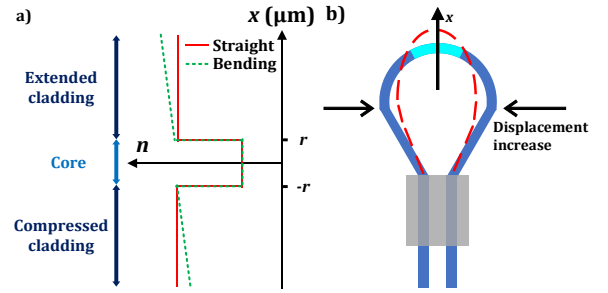 a)
x (μm)
Straight
Bending
Extended
cladding
Core
n
r
-r
Compressed
cladding
b)
x
Displacement
increase